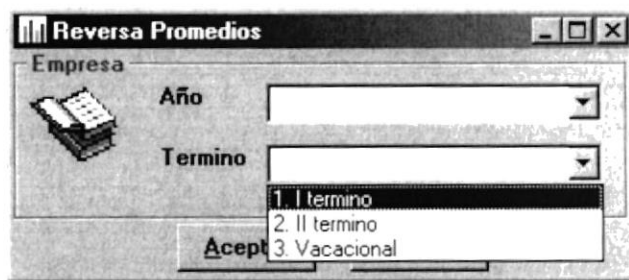 Reversa Promedios
Empresa
Año
Termino
1. I termino
2. II termino
3. Vacacional
Acept